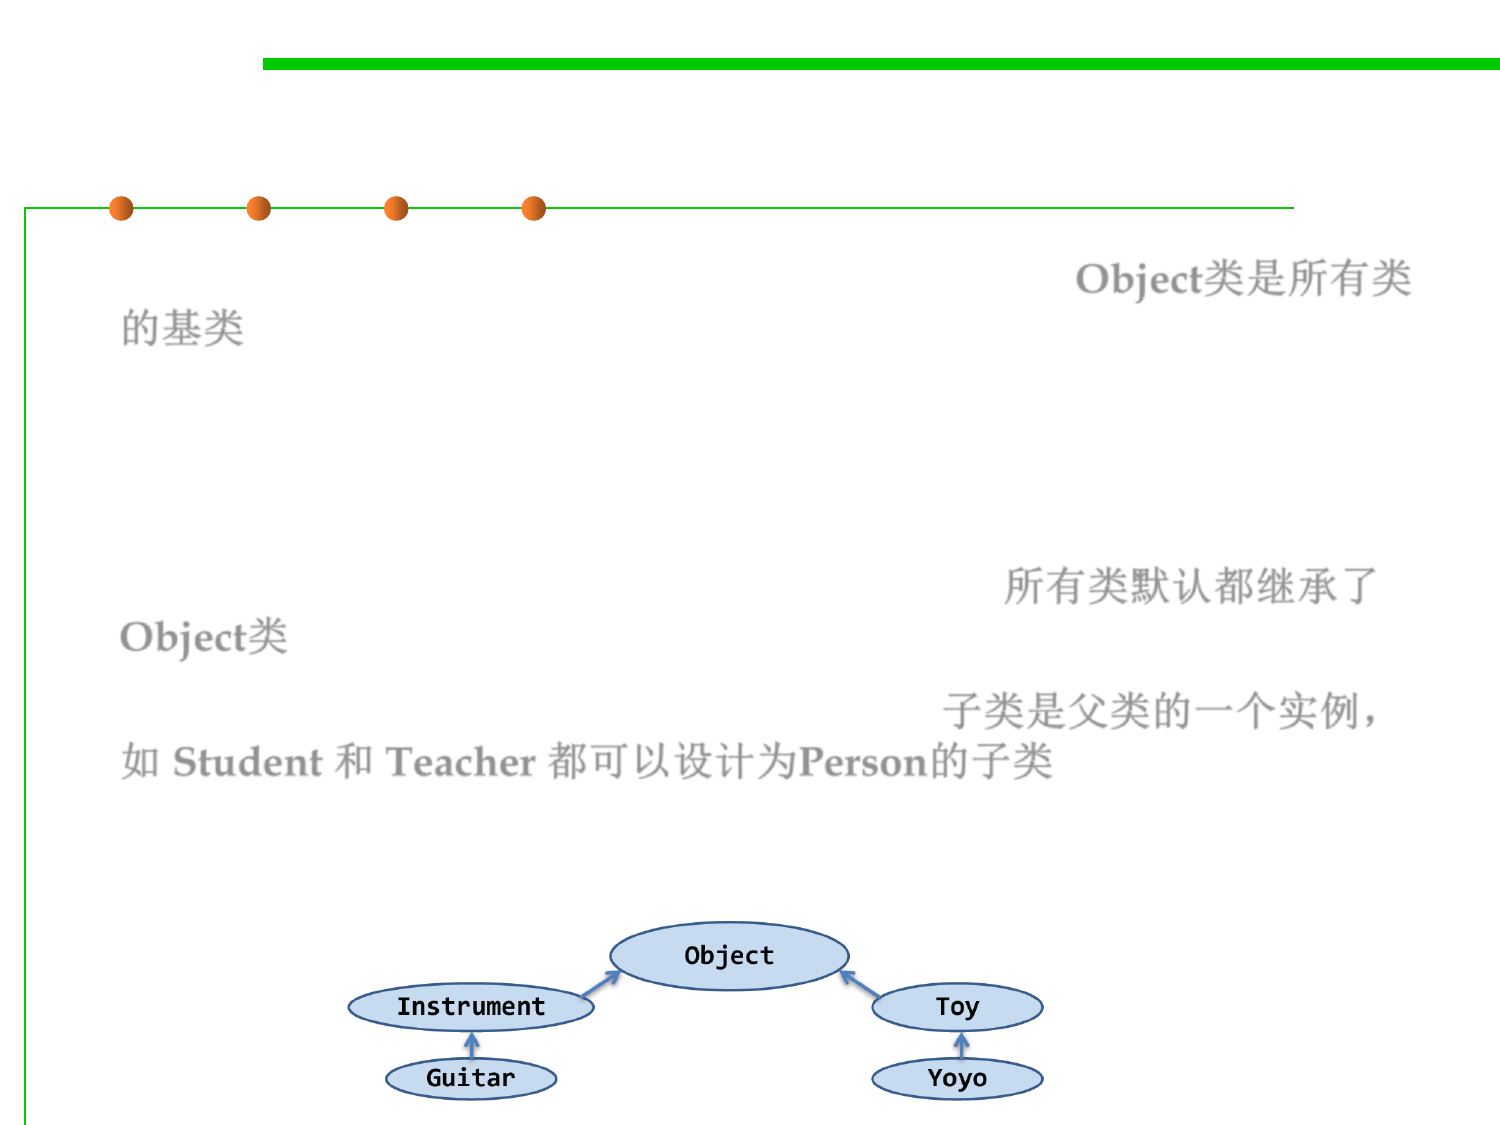 Object类是所有类
的基类
所有类默认都继承了
Object类
子类是父类的一个实例，
如 Student 和 Teacher 都可以设计为Person的子类
Object
Instrument
Toy
Guitar
Yoyo